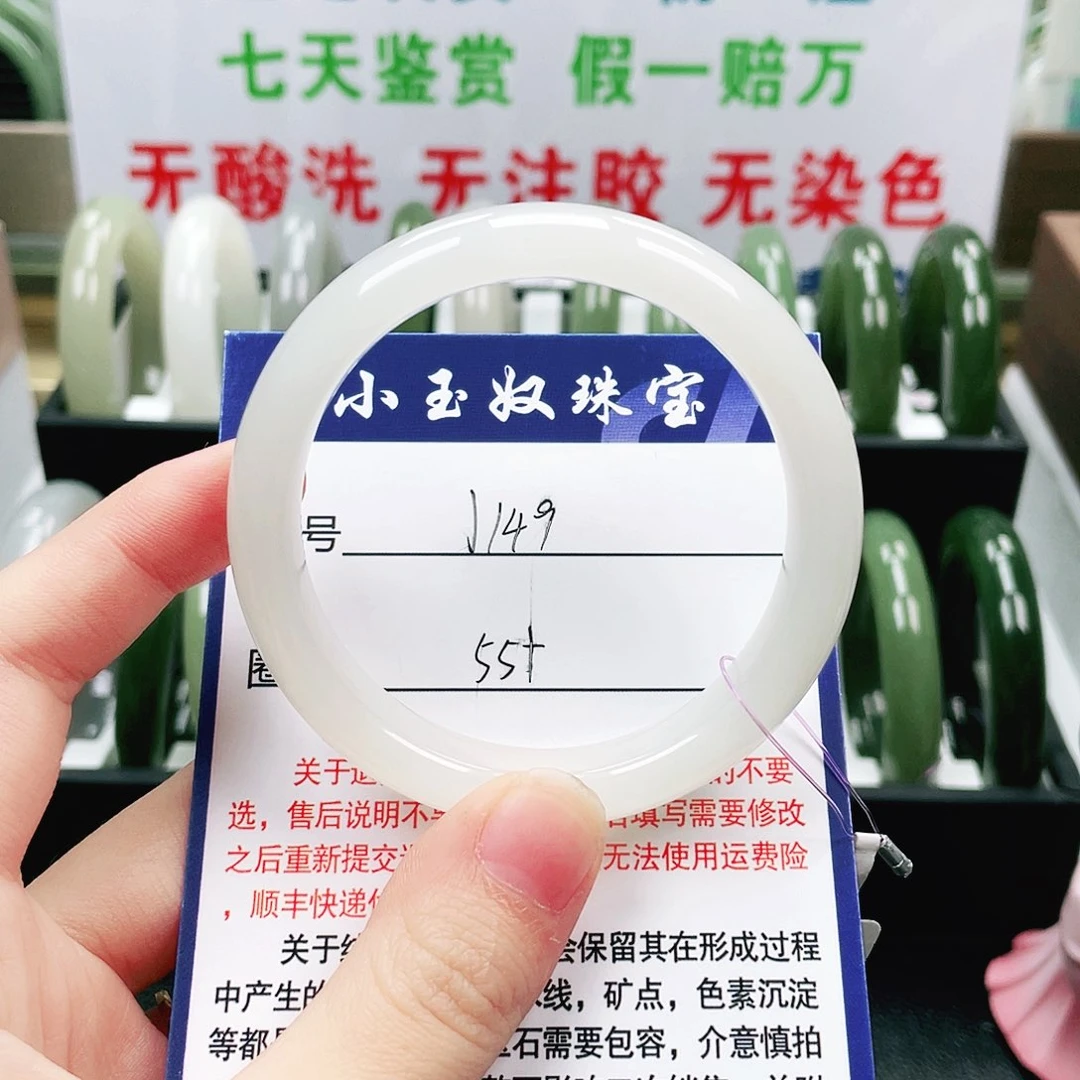 七天鉴赏 假一赔万
无酸洗 无注胶 无染色
小玉奴珠宝
号 J149
圈 55+
关于 的不要
选，售后说明不 填写需要修改
之后重新提交 无法使用运费险
，顺丰快递
关于 会保留其在形成过程
中产生的 线，矿点，色素沉淀
等都 玉石需要包容，介意慎拍